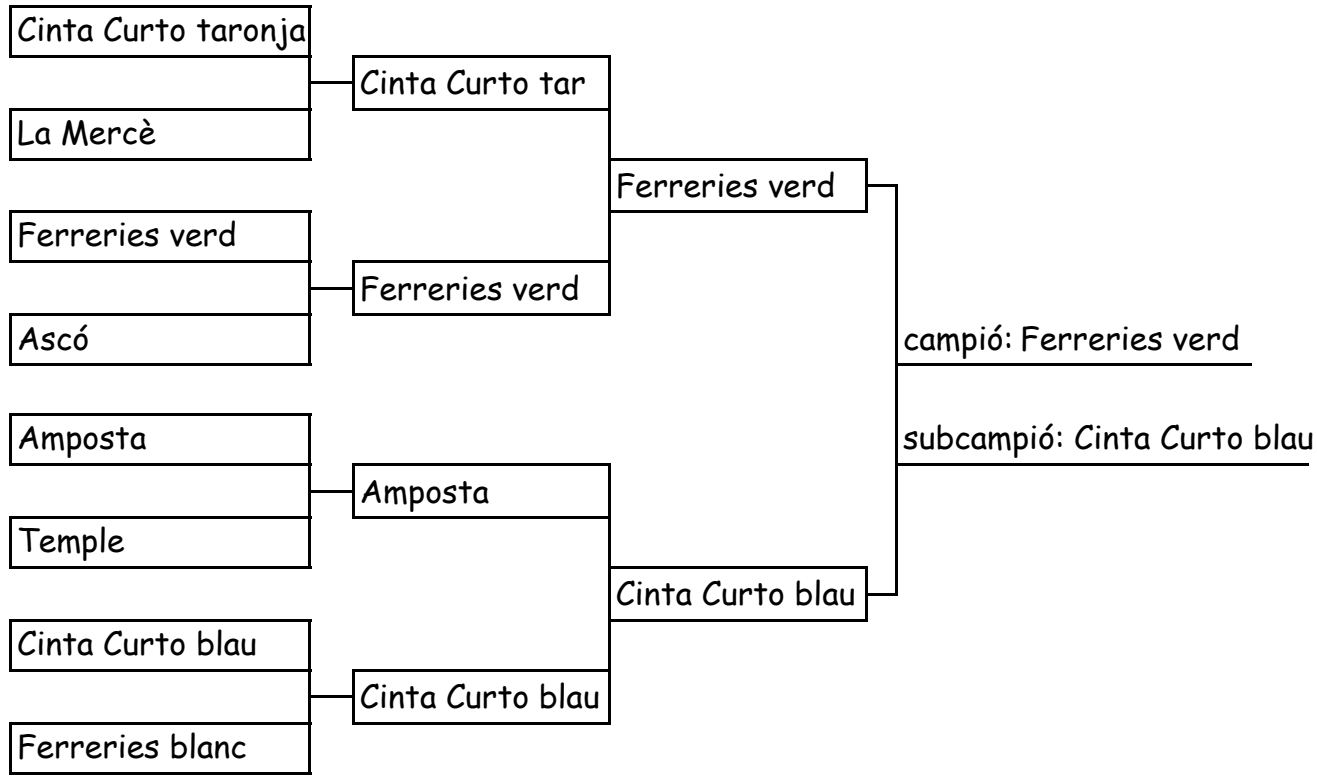 Cinta Curto taronja
Cinta Curto tar
La Mercè
Ferreries verd
Ferreries verd
Ferreries verd
Ascó
campió: Ferreries verd
Amposta
subcampió: Cinta Curto blau
Amposta
Temple
Cinta Curto blau
Cinta Curto blau
Cinta Curto blau
Ferreries blanc